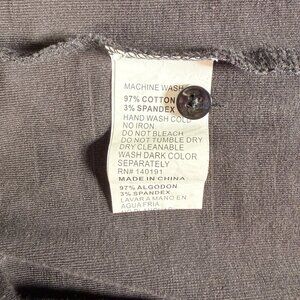 MACHINE WASH
97% COTTON
3% SPANDEX
HAND WASH COLD
NO IRON
DO NOT BLEACH
DO NOT TUMBLE DRY
DRY CLEANABLE
WASH DARK COLOR
SEPARATELY
RN# 140191
MADE IN CHINA
97% ALGODON
3% SPANDEX
LAVAR A MANO EN
AGUA FRIA